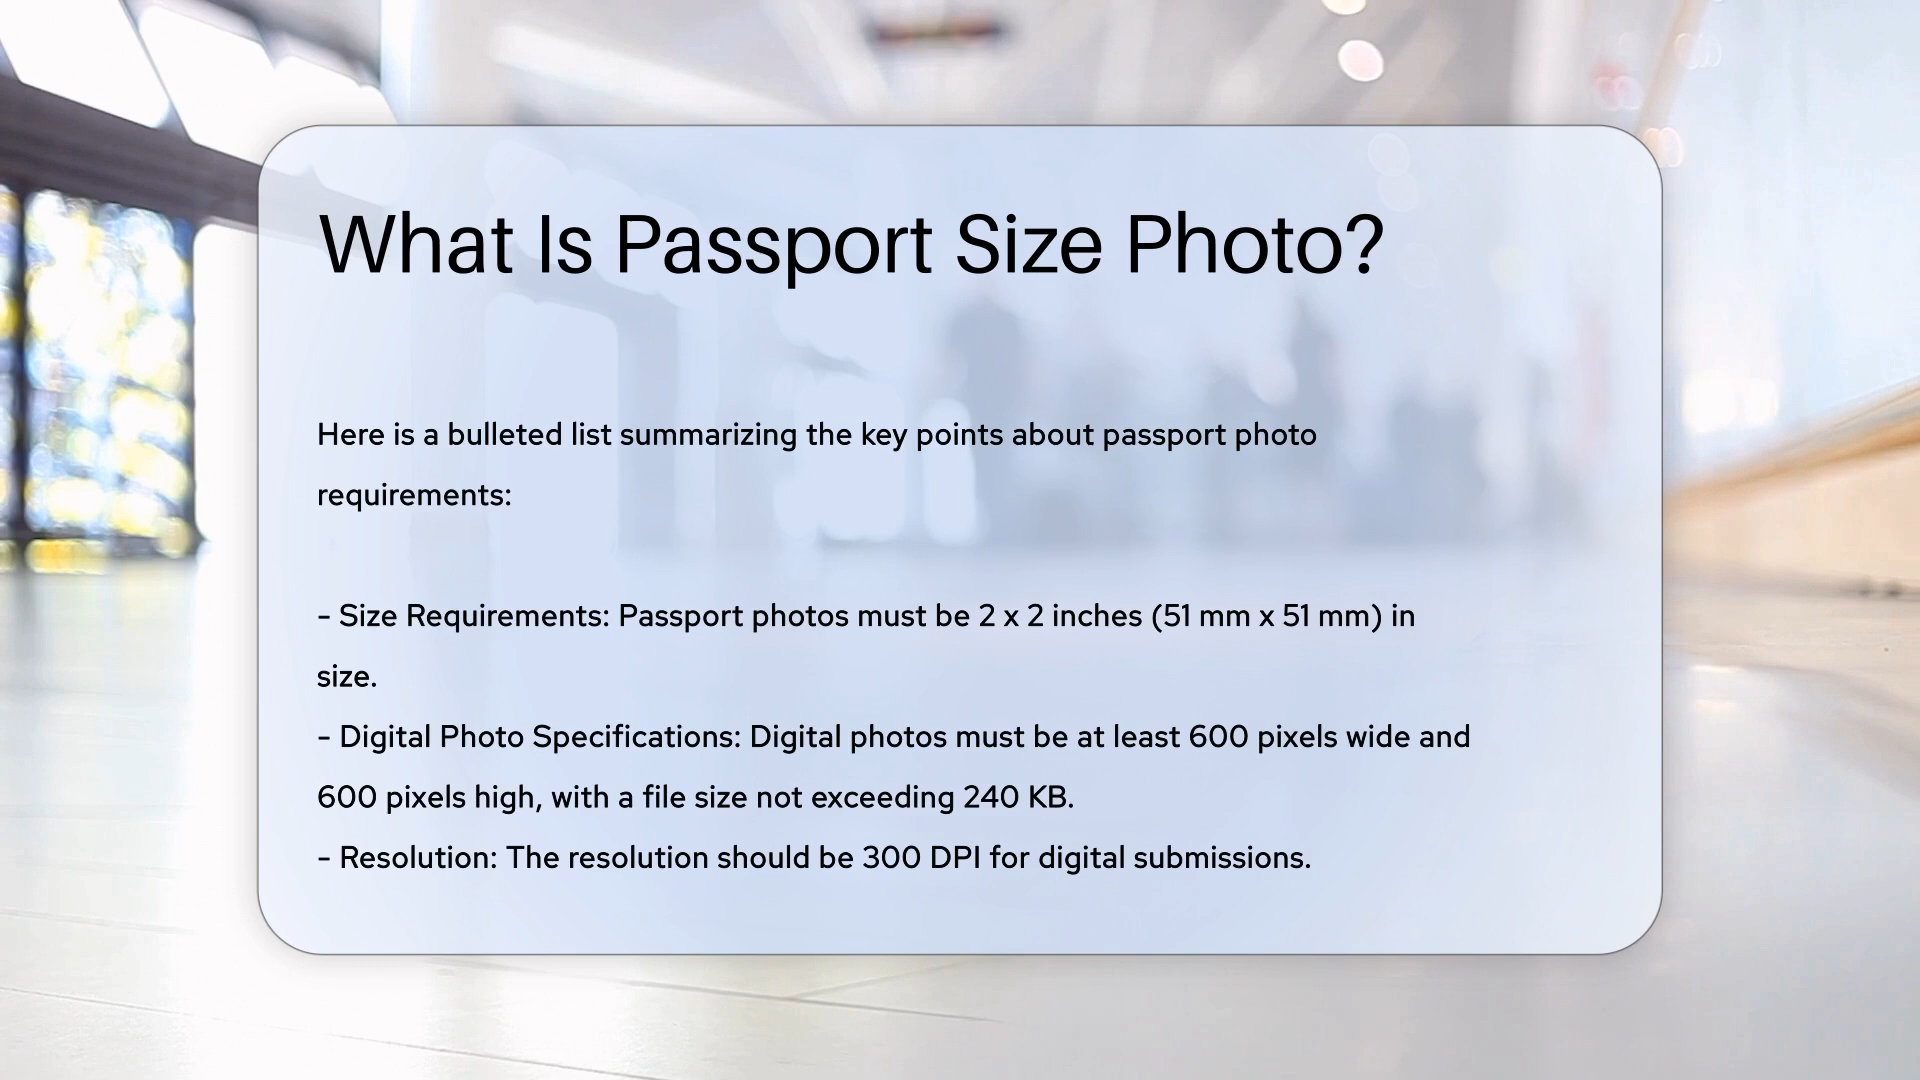 What Is Passport Size Photo?
Here is a bulleted list summarizing the key points about passport photo
requirements:
- Size Requirements: Passport photos must be 2 x 2 inches (51 mm x 51 mm) in
size.
- Digital Photo Specifications: Digital photos must be at least 600 pixels wide and
600 pixels high, with a file size not exceeding 240 KB.
- Resolution: The resolution should be 300 DPI for digital submissions.